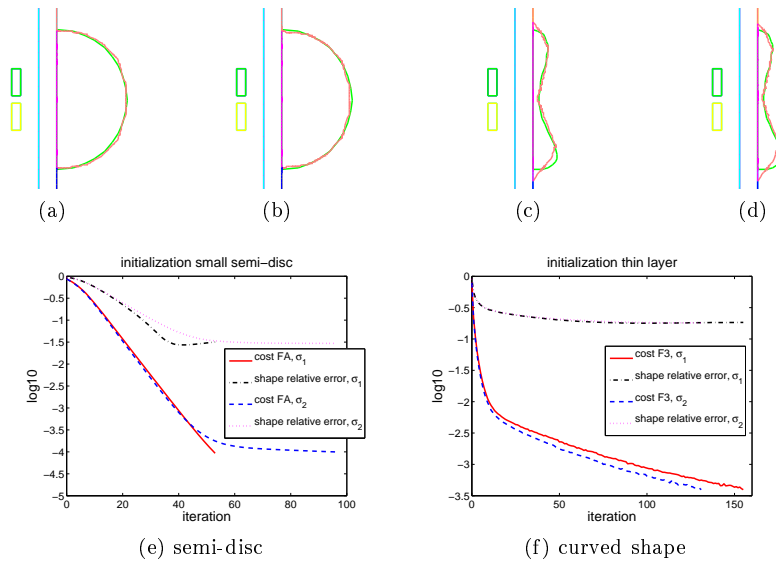 (a)
(b)
(c)
(d)
initialization small semi−disc
0
−0.5
−1
−1.5
−2
−2.5
−3
−3.5
−4
−4.5
−5
log10
0
20
40
60
80
100
iteration
cost FA, σ1
shape relative error, σ1
cost FA, σ2
shape relative error, σ2
(e) semi-disc
initialization thin layer
0
−0.5
−1
−1.5
−2
−2.5
−3
−3.5
log10
0
50
100
150
iteration
cost F3, σ1
shape relative error, σ1
cost F3, σ2
shape relative error, σ2
(f) curved shape